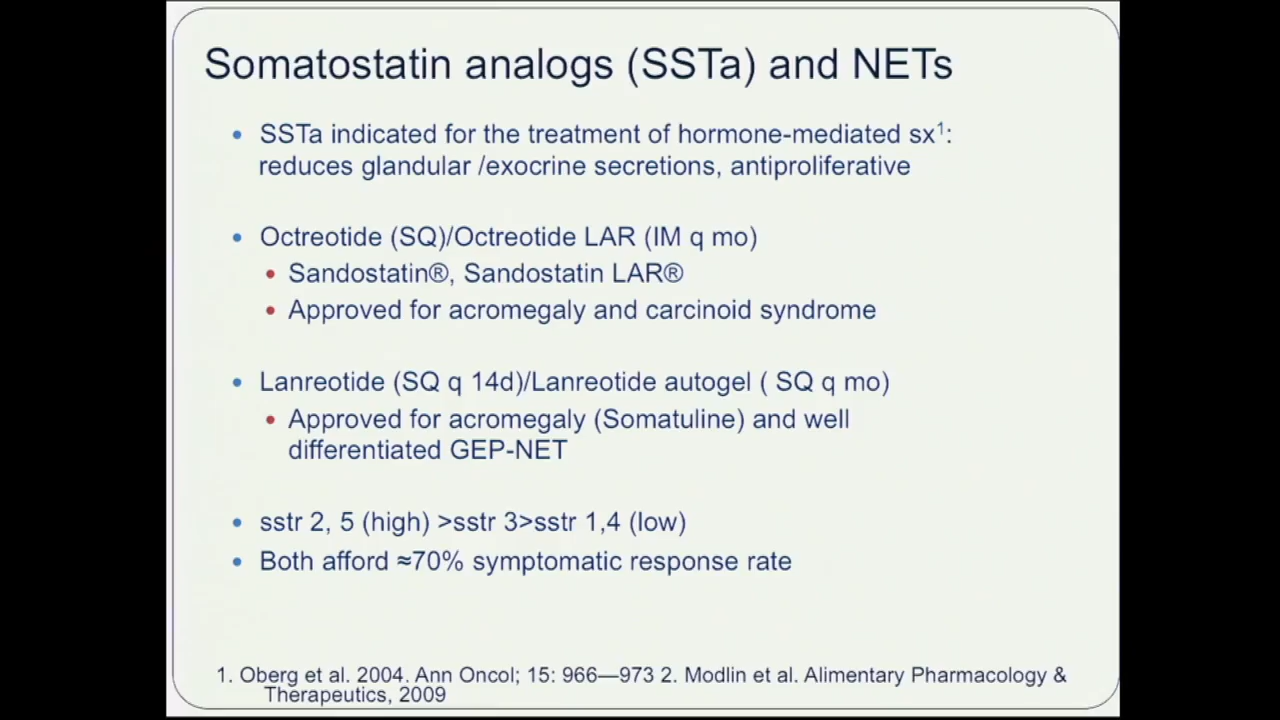 Somatostatin analogs (SSTa) and NETs
• SSTa indicated for the treatment of hormone-mediated sx¹:
reduces glandular /exocrine secretions, antiproliferative
• Octreotide (SQ)/Octreotide LAR (IM q mo)
• Sandostatin®, Sandostatin LAR®
• Approved for acromegaly and carcinoid syndrome
• Lanreotide (SQ q 14d)/Lanreotide autogel ( SQ q mo)
• Approved for acromegaly (Somatuline) and well
differentiated GEP-NET
• sstr 2, 5 (high) >sstr 3>sstr 1,4 (low)
• Both afford ≈70% symptomatic response rate
1. Oberg et al. 2004. Ann Oncol; 15: 966—973 2. Modlin et al. Alimentary Pharmacology &
Therapeutics, 2009